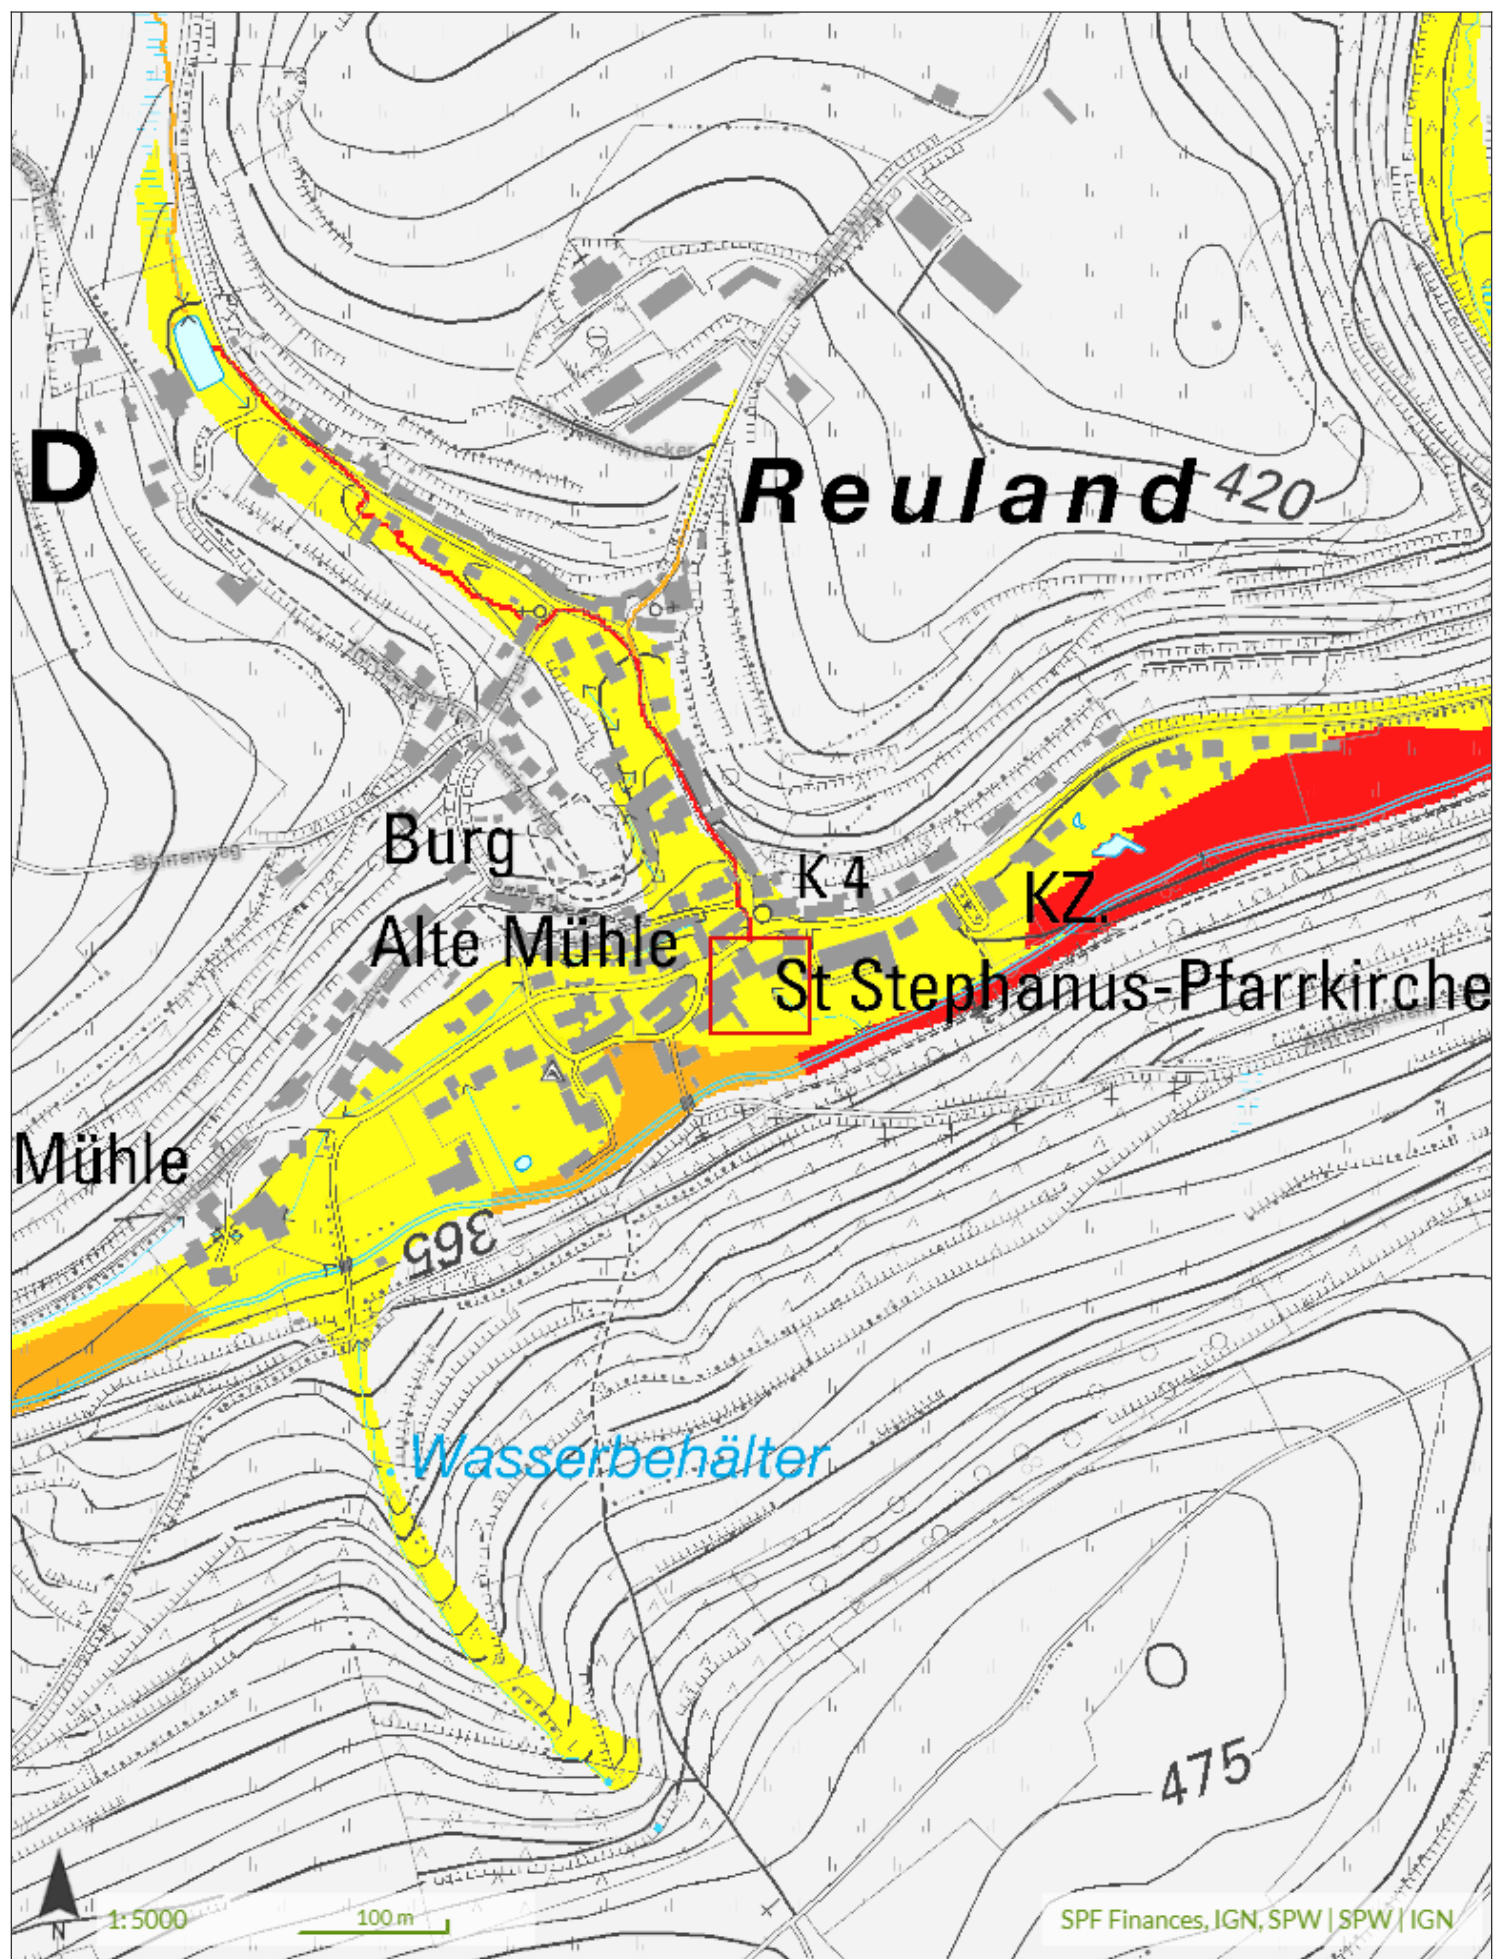 D
Reuland
420
Burg
Birtenweg
K 4
KZ.
Alte Mühle
St Stephanus-Pfarrkirche
Mühle
365
Wasserbehälter
475
N
1:5000
100 m
SPF Finances, IGN, SPW | SPW | IGN